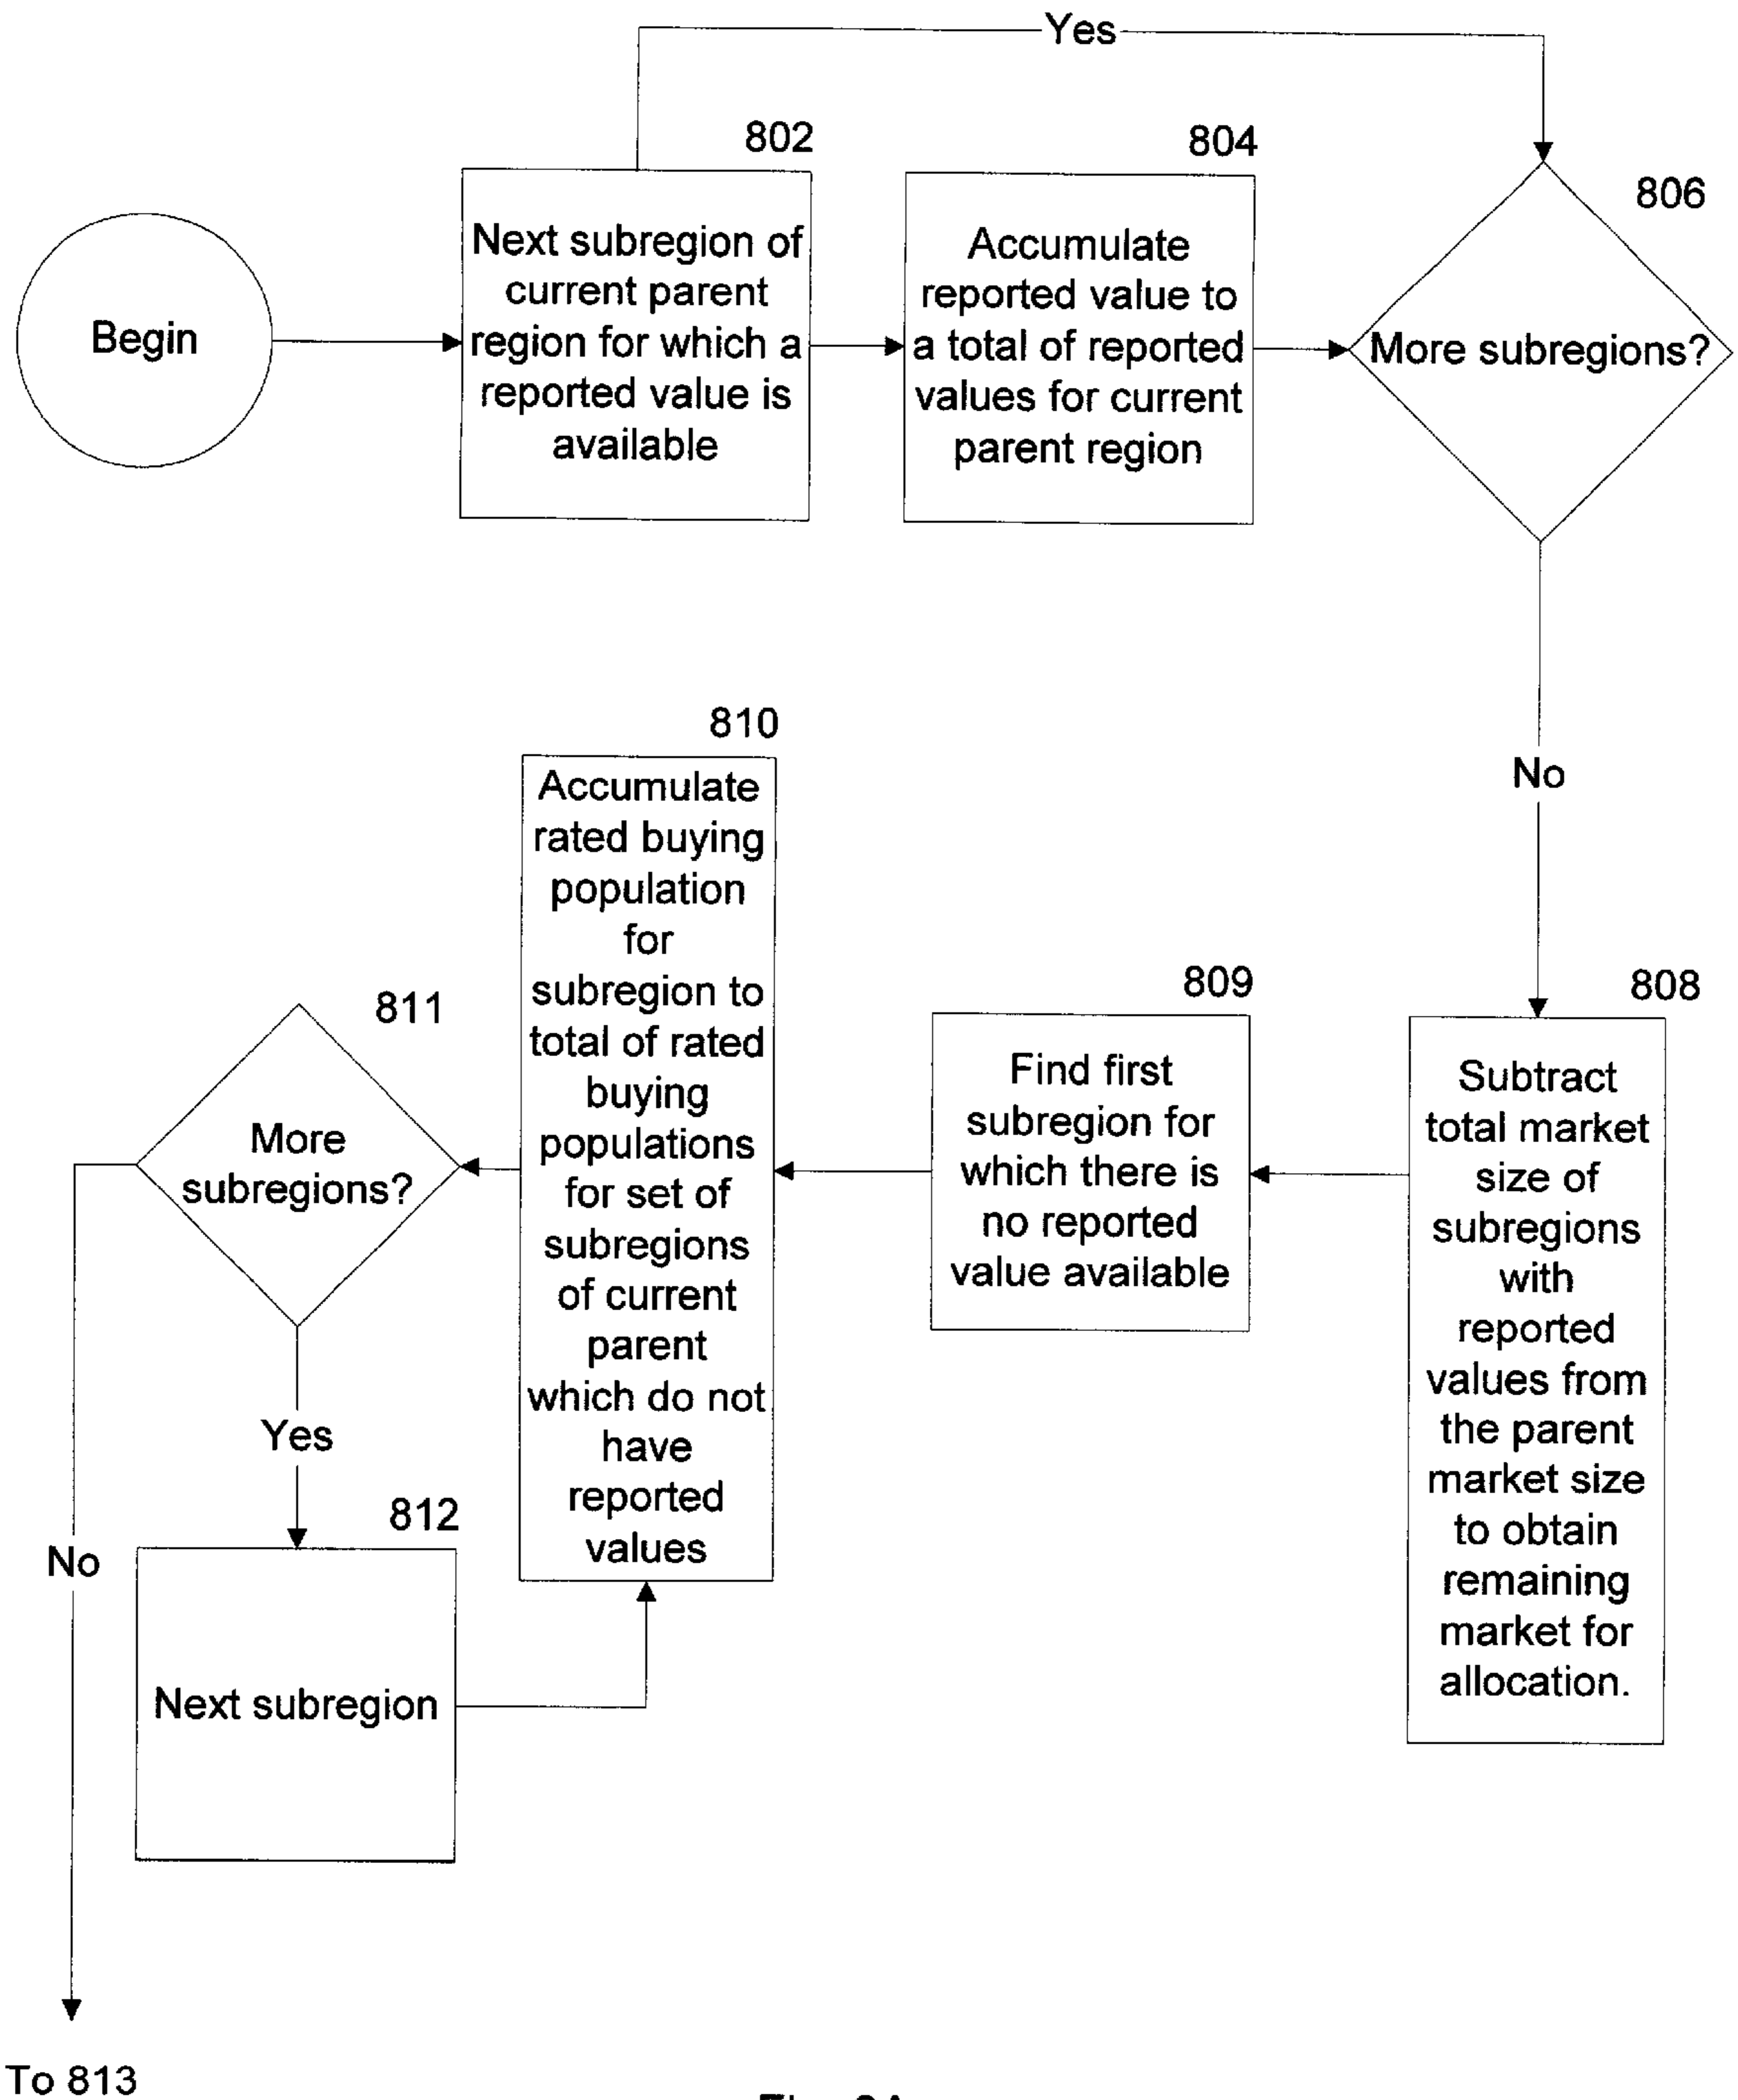 Yes
802
804
806
Begin
Next subregion of
current parent
region for which a
reported value is
available
Accumulate
reported value to
a total of reported
values for current
parent region
More subregions?
No
810
Accumulate
rated buying
population
for
subregion to
total of rated
buying
populations
for set of
subregions
of current
parent
which do not
have
reported
values
809
Find first
subregion for
which there is
no reported
value available
808
Subtract
total market
size of
subregions
with
reported
values from
the parent
market size
to obtain
remaining
market for
allocation.
811
More
subregions?
Yes
No
812
Next subregion
To 813